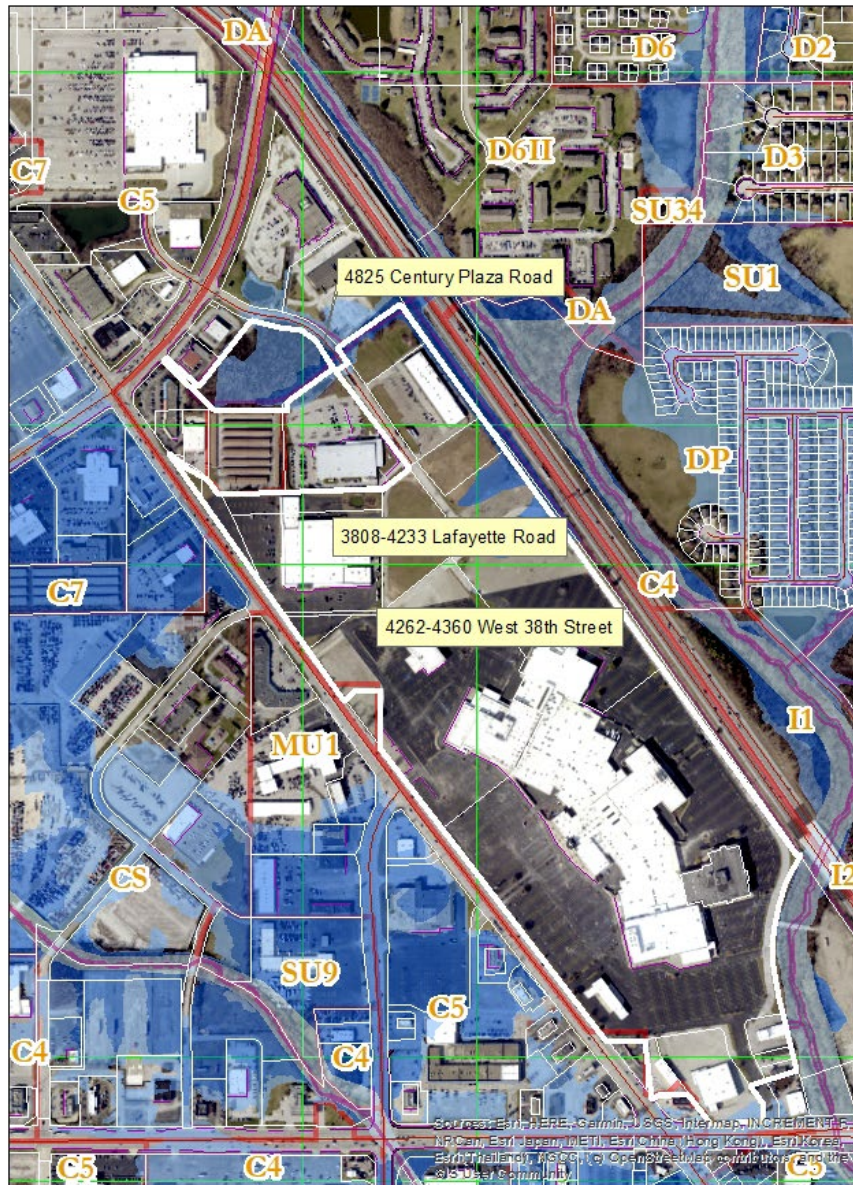 DA
D6
D2
D6II
D3
C7
C5
SU34
4825 Century Plaza Road
SU1
DA
DP
3808-4233 Lafayette Road
C7
C4
4262-4360 West 38th Street
I1
MU1
CS
I2
SU9
C5
C4
C4
Sources: Esri, HERE, Garmin, USGS, Intermap, INCREMENT P,
NRCan, Esri Japan, METI, Esri China (Hong Kong), Esri Korea,
Esri (Thailand), NGCC, (c) OpenStreetMap contributors, and the
GIS User Community
C5
C4
C5